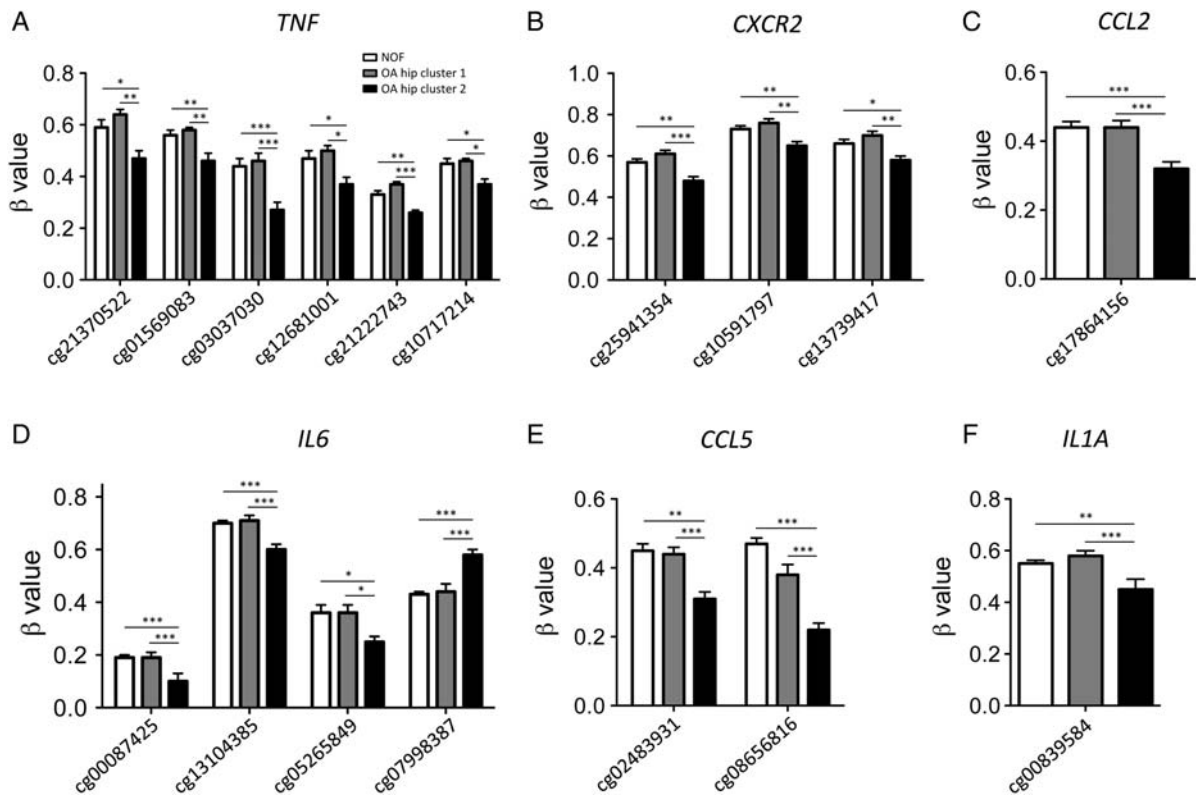 A
TNF
NOF
OA hip cluster 1
OA hip cluster 2
β value
0.8
0.6
0.4
0.2
0.0
* ** ** ** *** *** * * ** *** * *
cg21370522 cg01569083 cg03037030 cg12681001 cg21222743 cg10717214
B
CXCR2
β value
1.0
0.8
0.6
0.4
0.2
0.0
** *** ** ** * **
cg25941354 cg10591797 cg13739417
C
CCL2
β value
0.6
0.4
0.2
0.0
*** ***
cg17864156
D
IL6
β value
0.8
0.6
0.4
0.2
0.0
*** *** *** *** * * *** ***
cg00087425 cg13104385 cg05265849 cg07998387
E
CCL5
β value
0.6
0.4
0.2
0.0
** *** *** ***
cg02483931 cg08656816
F
IL1A
β value
0.8
0.6
0.4
0.2
0.0
** ***
cg00839584